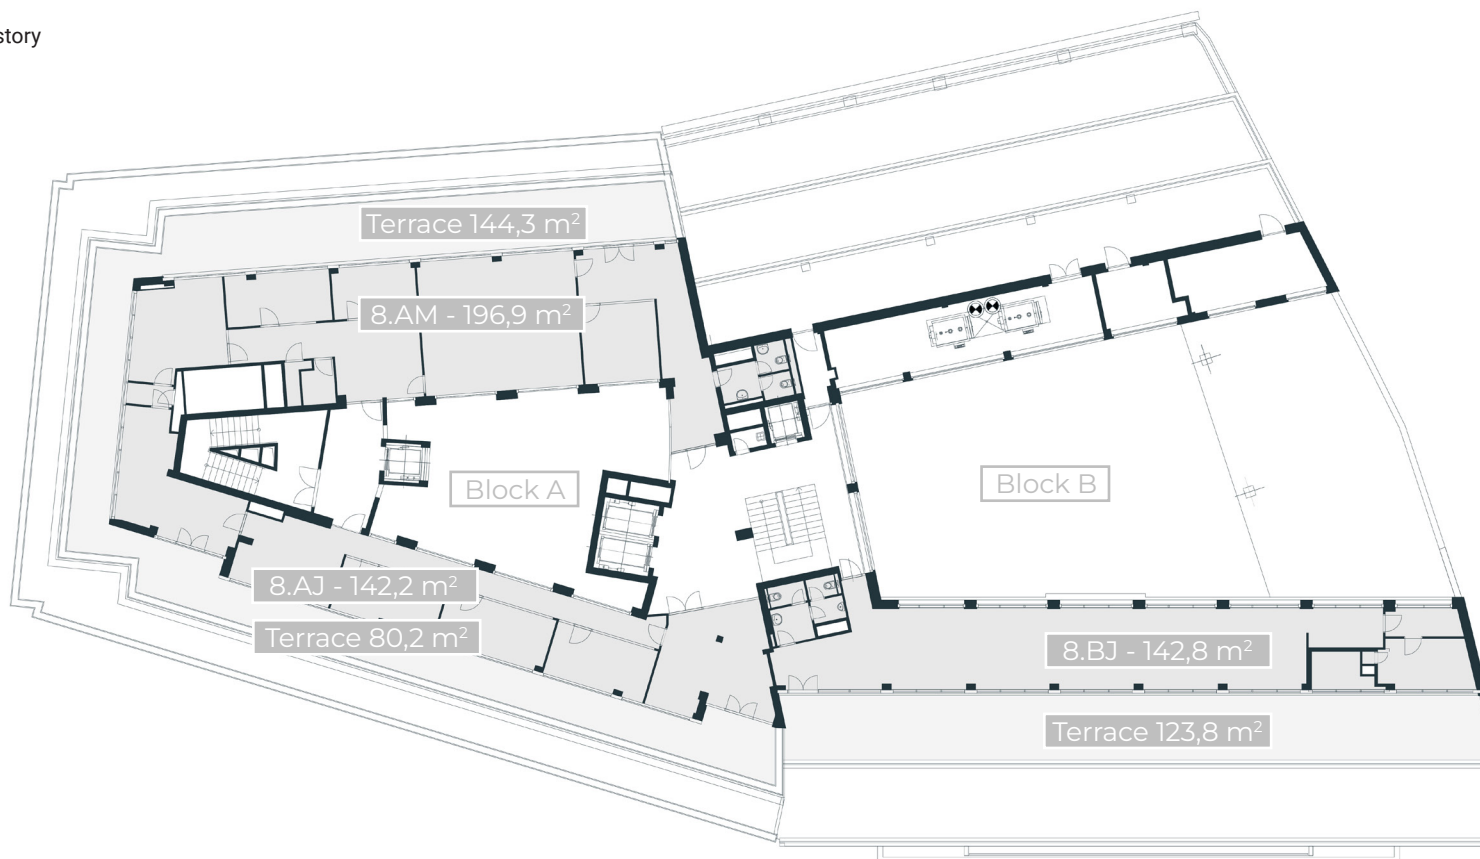 story
Terrace 144,3 m²
8.AM - 196,9 m²
Block A
Block B
8.AJ - 142,2 m²
Terrace 80,2 m²
8.BJ - 142,8 m²
Terrace 123,8 m²